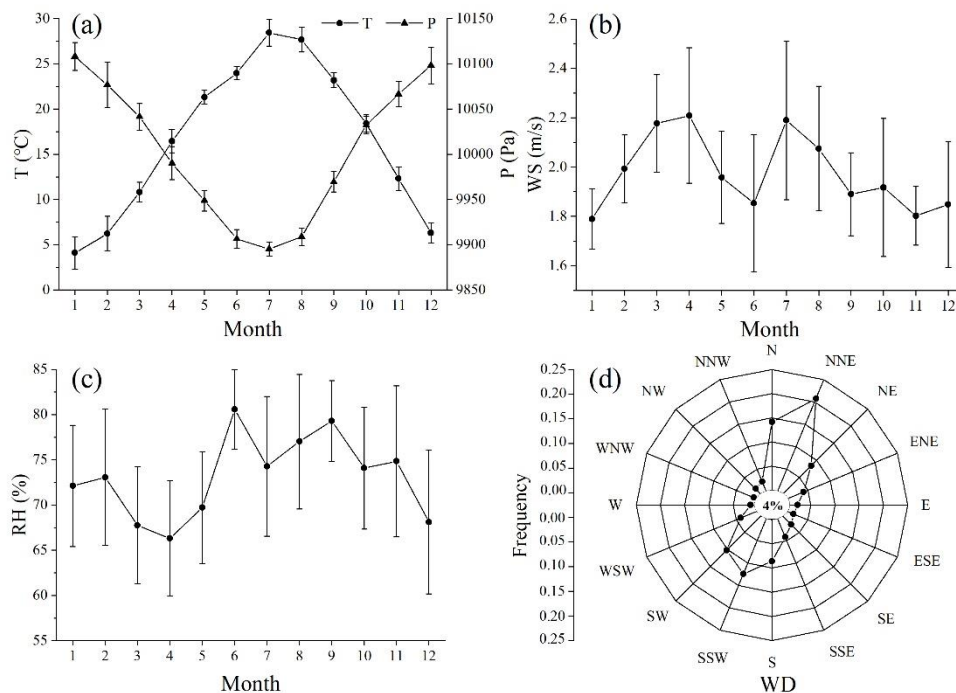 (a)
T P
30
25
20
15
10
5
0
T (℃)
10150
10100
10050
10000
9950
9900
9850
P (Pa)
1 2 3 4 5 6 7 8 9 10 11 12
Month
(b)
2.6
2.4
2.2
2.0
1.8
1.6
WS (m/s)
1 2 3 4 5 6 7 8 9 10 11 12
Month
(c)
85
80
75
70
65
60
55
RH (%)
1 2 3 4 5 6 7 8 9 10 11 12
Month
(d)
0.25
0.20
0.15
0.10
0.05
0.00
0.00
0.05
0.10
0.15
0.20
0.25
Frequency
N
NNE
NE
ENE
E
ESE
SE
SSE
S
SSW
SW
WSW
W
WNW
NW
NNW
4%
WD